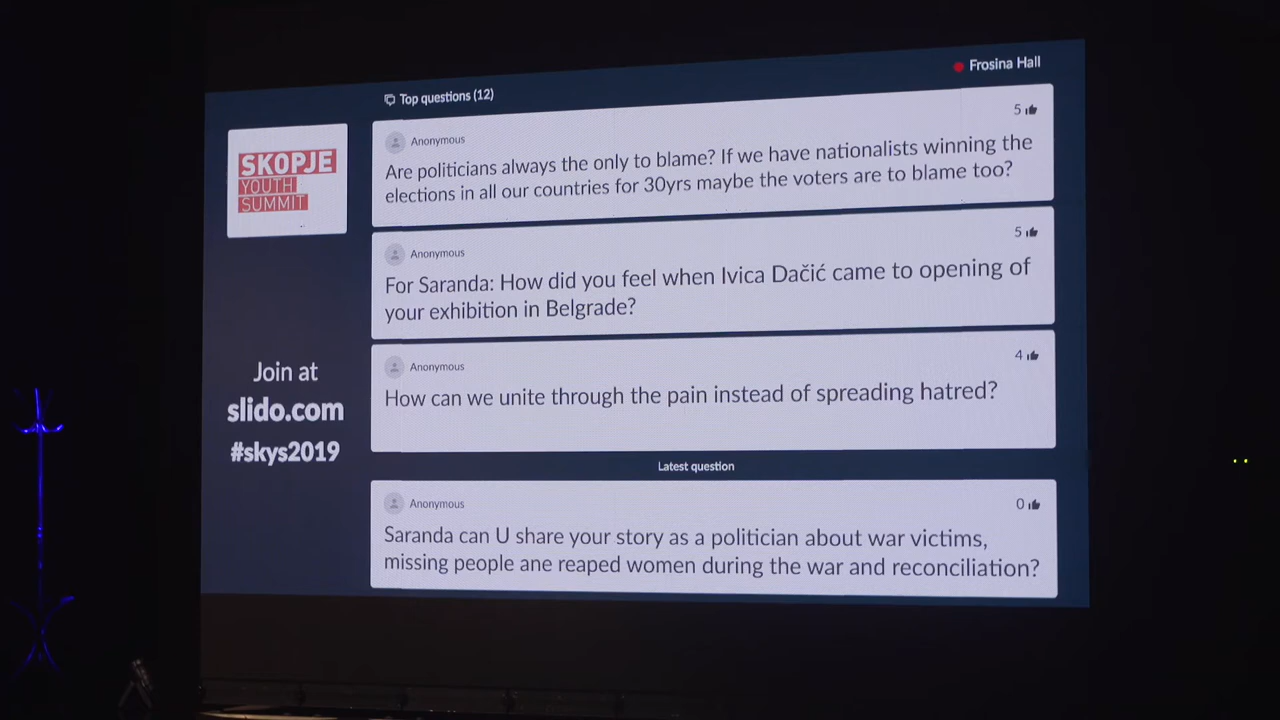 Top questions (12)
Frosina Hall
SKOPJE
YOUTH
SUMMIT
Join at
slido.com
#skys2019
Anonymous
5
Are politicians always the only to blame? If we have nationalists winning the
elections in all our countries for 30yrs maybe the voters are to blame too?
Anonymous
5
For Saranda: How did you feel when Ivica Dačić came to opening of
your exhibition in Belgrade?
Anonymous
4
How can we unite through the pain instead of spreading hatred?
Latest question
Anonymous
0
Saranda can U share your story as a politician about war victims,
missing people ane reaped women during the war and reconciliation?